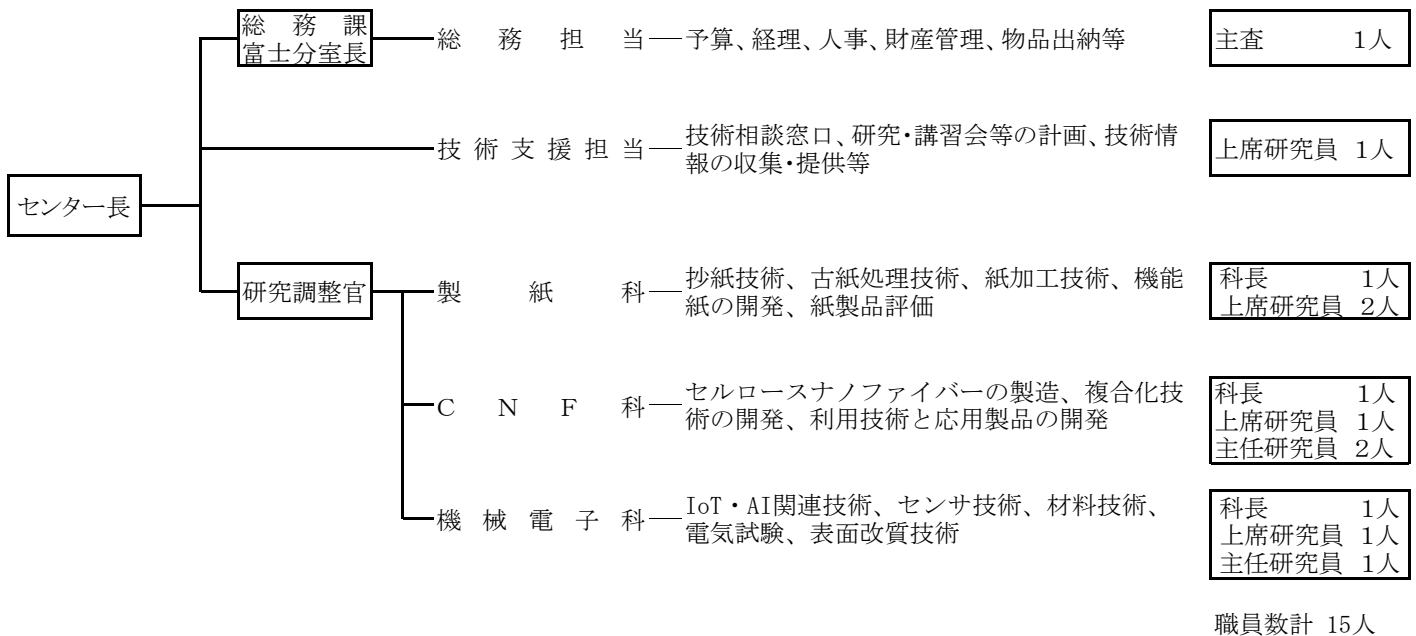 総務課
富士分室長
総務担当
予算、経理、人事、財産管理、物品出納等
主査 1人
技術支援担当
技術相談窓口、研究・講習会等の計画、技術情
報の収集・提供等
上席研究員 1人
センター長
研究調整官
製紙科
抄紙技術、古紙処理技術、紙加工技術、機能
紙の開発、紙製品評価
科長 1人
上席研究員 2人
CNF科
セルロースナノファイバーの製造、複合化技
術の開発、利用技術と応用製品の開発
科長 1人
上席研究員 1人
主任研究員 2人
機械電子科
IoT・AI関連技術、センサ技術、材料技術、
電気試験、表面改質技術
科長 1人
上席研究員 1人
主任研究員 1人
職員数計 15人